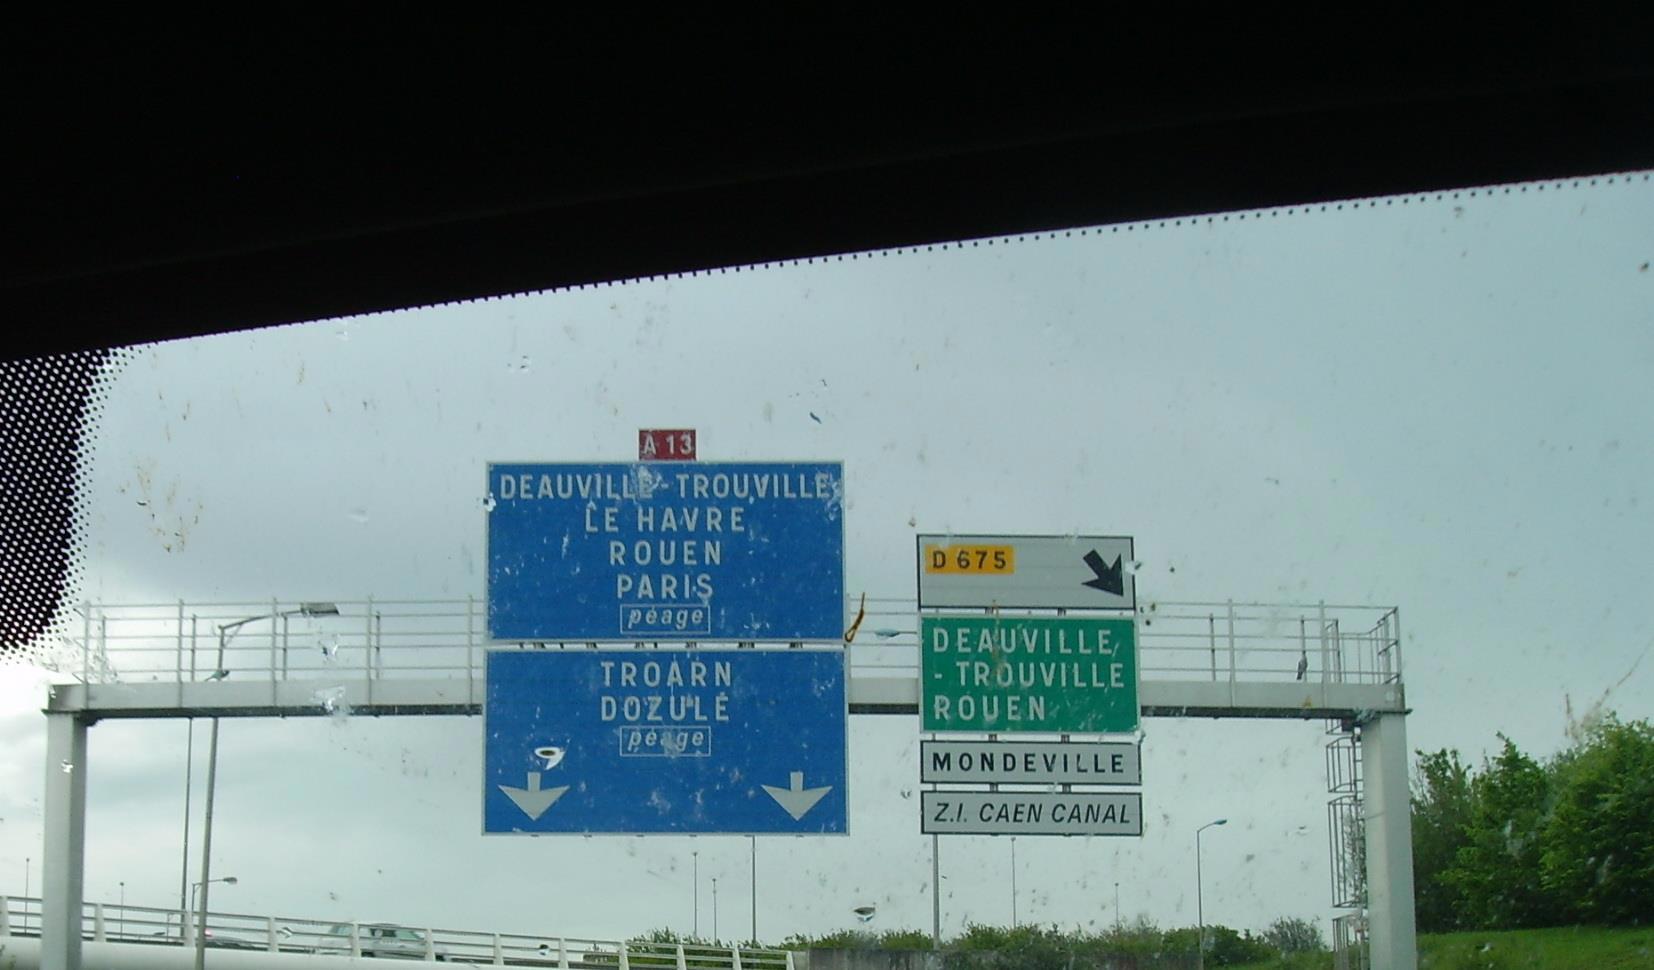 A 13
DEAUVILLE-TROUVILLE
LE HAVRE
ROUEN
PARIS
péage
TROARN
DOZULÉ
péage
D 675
DEAUVILLE
- TROUVILLE
ROUEN
MONDEVILLE
Z.I. CAEN CANAL